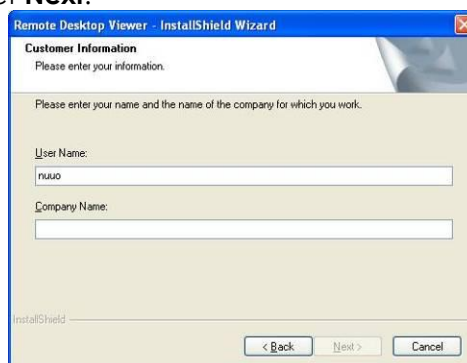 er Next.
Remote Desktop Viewer - InstallShield Wizard
Customer Information
Please enter your information.
Please enter your name and the name of the company for which you work.
User Name:
nuuo
Company Name:
InstallShield
< Back Next > Cancel